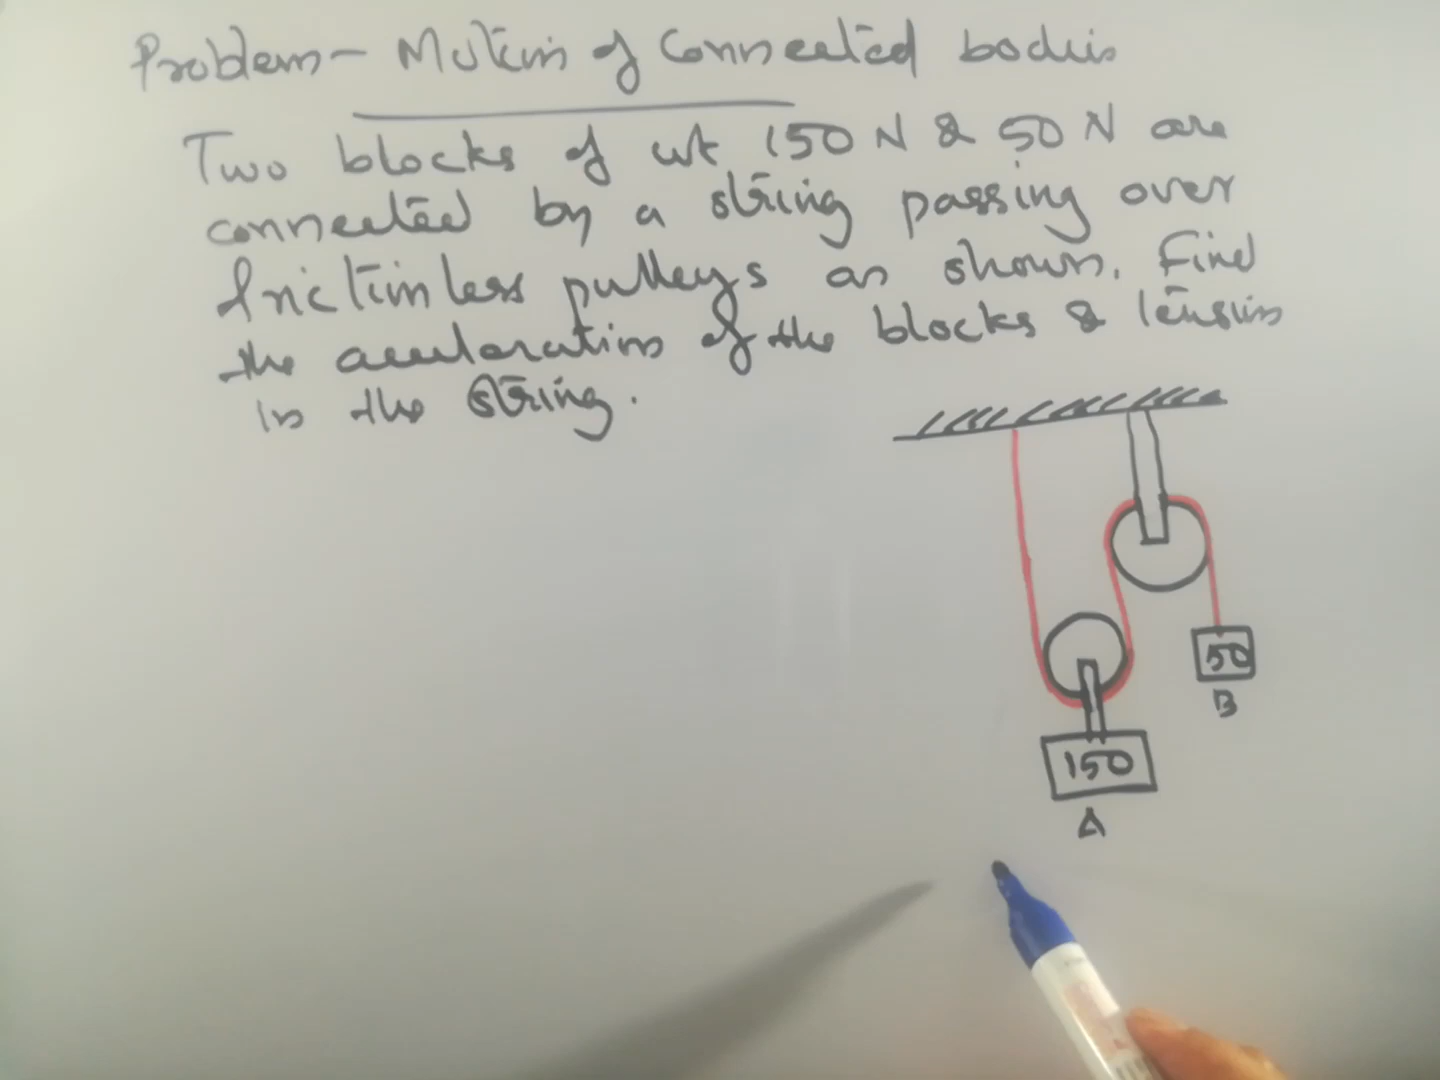 Problem - Motion of Connected bodies
Two blocks of wt 150 N & 50 N are
connected by a string passing over
frictionless pulleys as shown. Find
the acceleration of the blocks & tension
in the string.
50
B
150
A